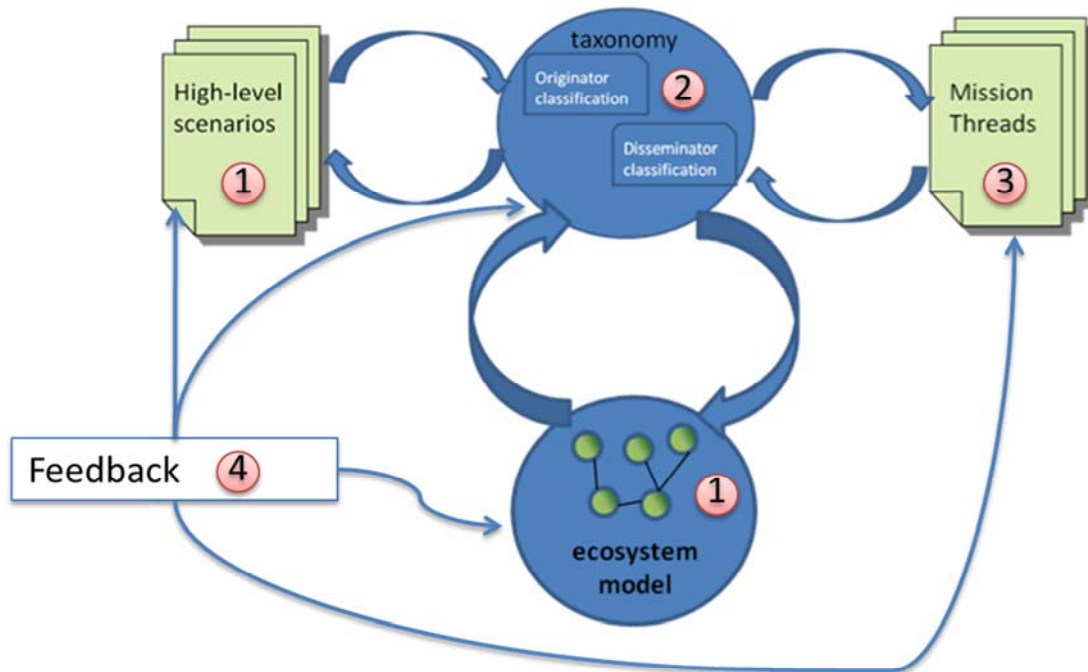 taxonomy
High-level
scenarios
1
Originator
classification
2
Disseminator
classification
Mission
Threads
3
Feedback
4
1
ecosystem
model